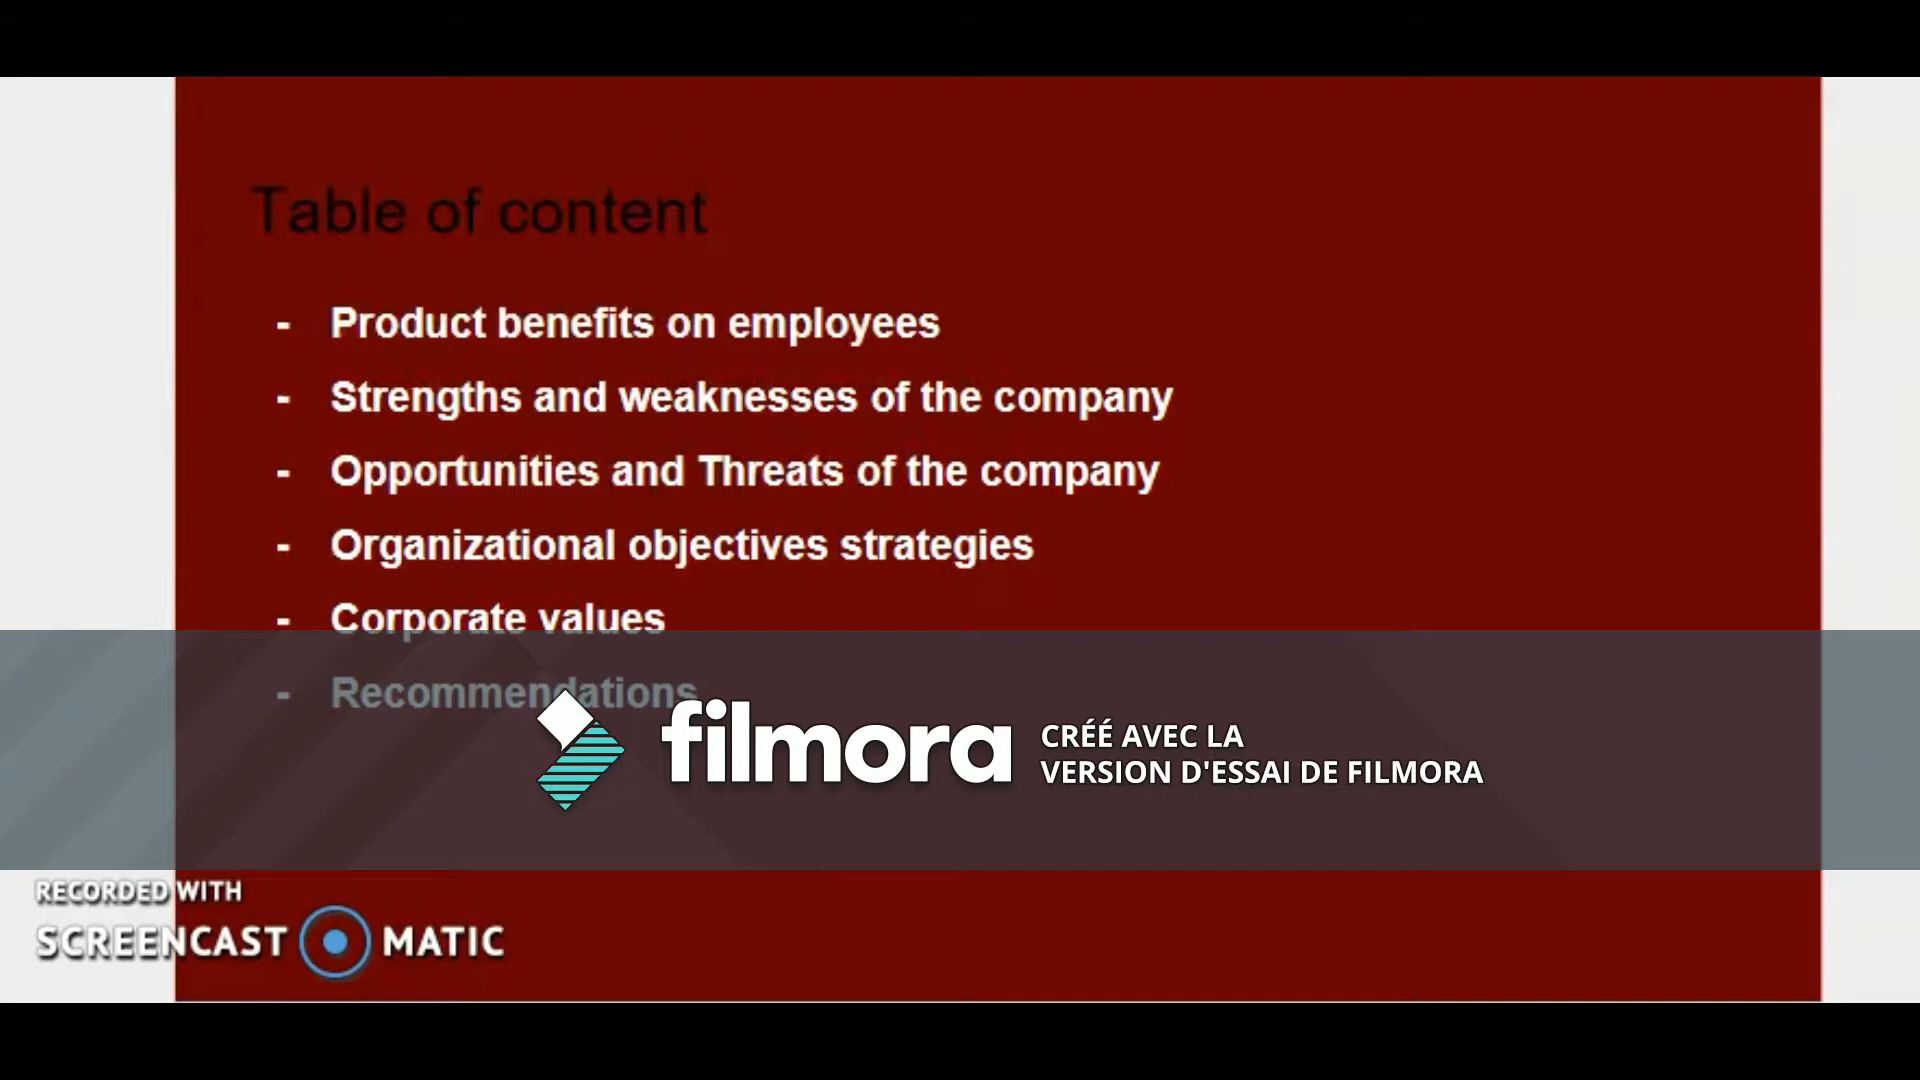 Table of content
- Product benefits on employees
- Strengths and weaknesses of the company
- Opportunities and Threats of the company
- Organizational objectives strategies
- Corporate values
- Recommendations
filmora
CRÉÉ AVEC LA
VERSION D'ESSAI DE FILMORA
RECORDED WITH
SCREENCAST MATIC